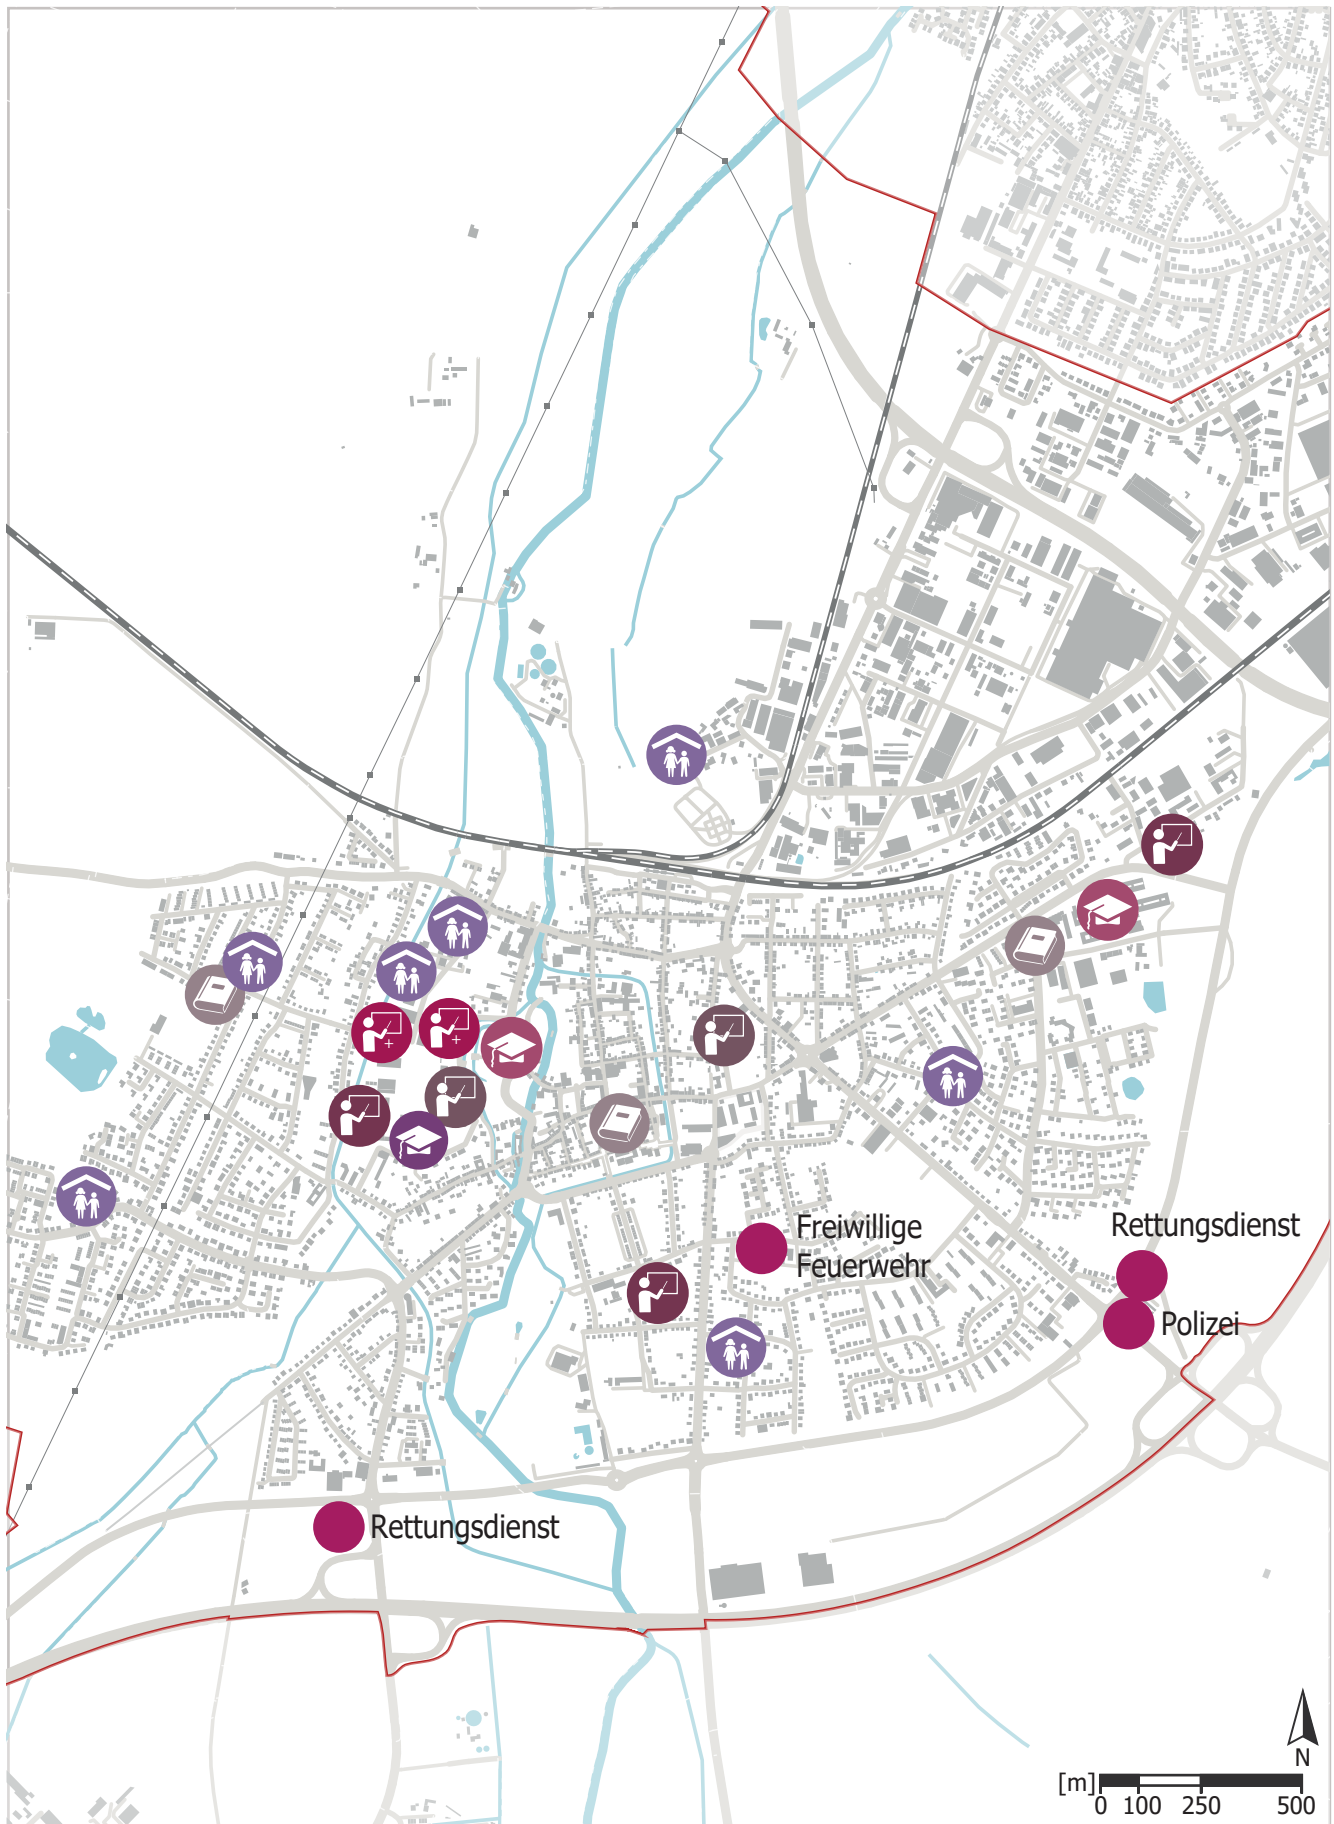 Freiwillige
Feuerwehr
Rettungsdienst
Polizei
Rettungsdienst
N
[m]
0 100 250 500